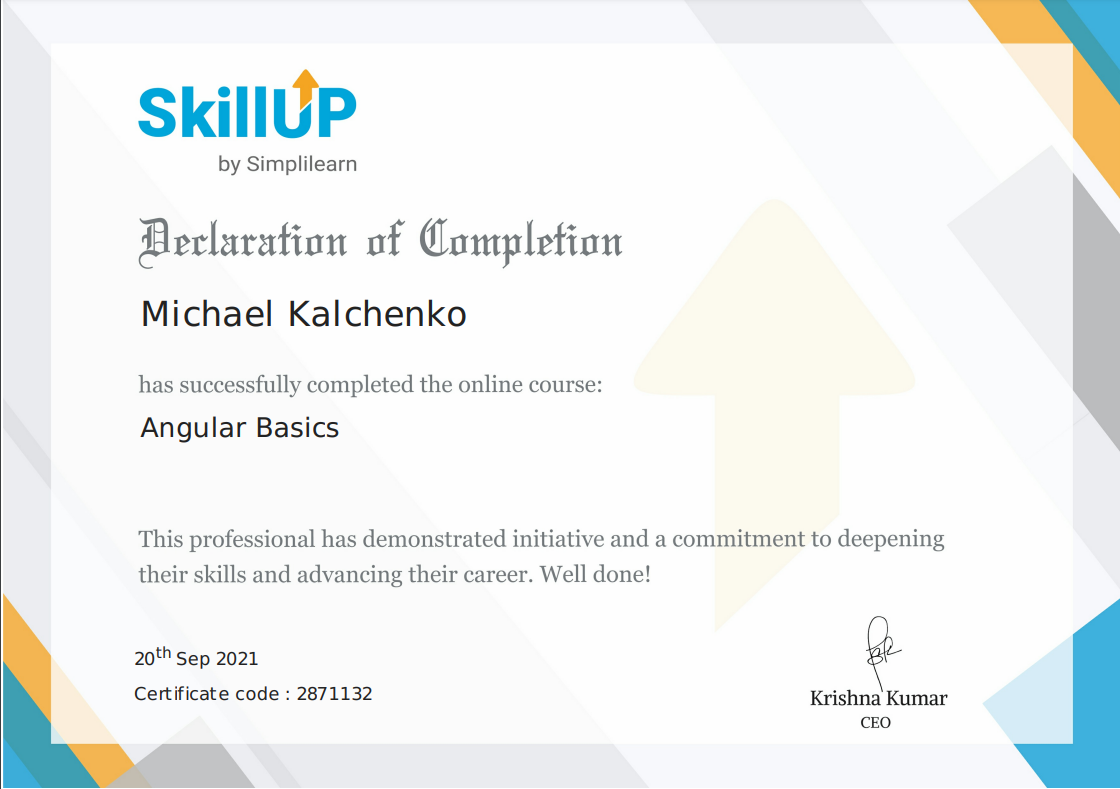 SkillUP
by Simplilearn
Declaration of Completion
Michael Kalchenko
has successfully completed the online course:
Angular Basics
This professional has demonstrated initiative and a commitment to deepening
their skills and advancing their career. Well done!
20th Sep 2021
Certificate code : 2871132
Krishna Kumar
CEO